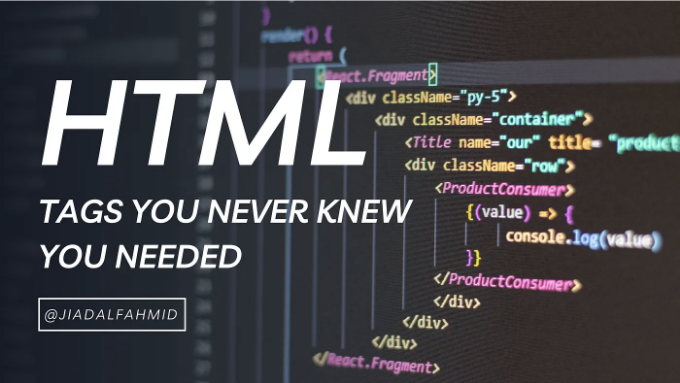 }
render() {
return (
<React.Fragment>
<div className="py-5">
<div className="container">
<Title name="our" title= "product
<div className="row">
<ProductConsumer>
{(value) => {
console.log(value)
}}
</ProductConsumer>
</div>
</div>
</div>
</React.Fragment>
HTML
TAGS YOU NEVER KNEW
YOU NEEDED
@JIADALFAHMID